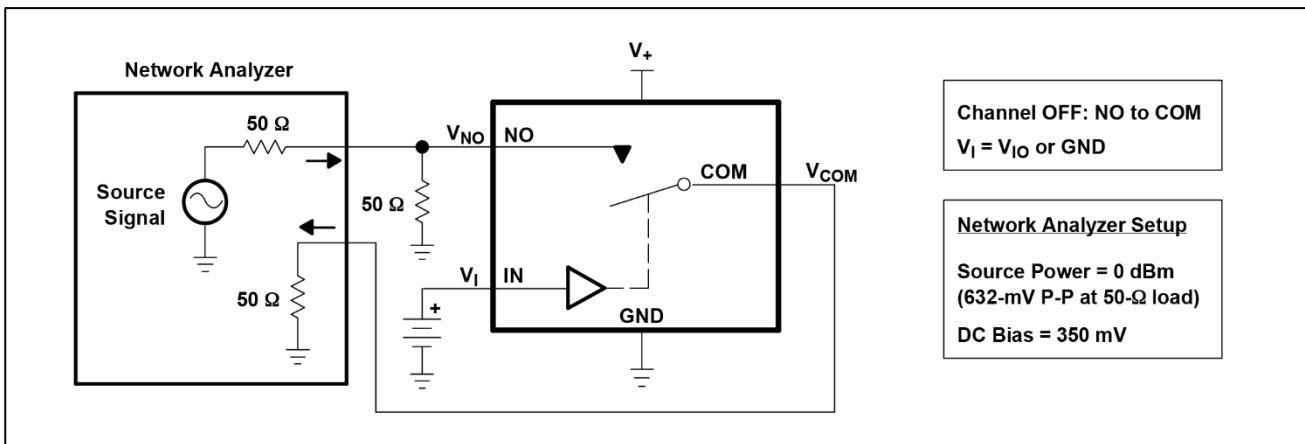 Network Analyzer
50 Ω
Source
Signal
50 Ω
VNO
NO
50 Ω
VI
IN
+
V+
COM
VCOM
GND
Channel OFF: NO to COM
VI = VIO or GND
Network Analyzer Setup
Source Power = 0 dBm
(632-mV P-P at 50-Ω load)
DC Bias = 350 mV